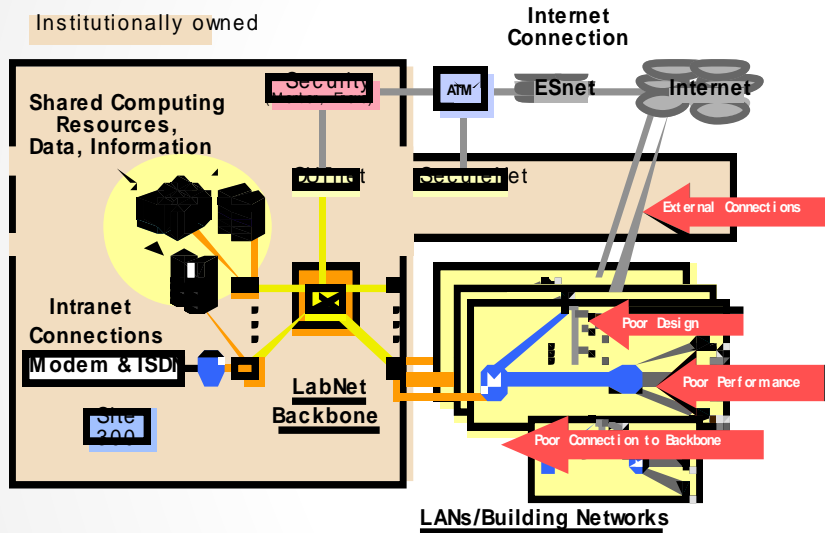 Institutionally owned
Internet
Connection
Security
ATM
ESnet
Internet
Shared Computing
Resources,
Data, Information
SecureNet
External Connections
Intranet
Connections
Modem & ISDN
Poor Design
LabNet
Backbone
Poor Performance
Site
300
Poor Connection to Backbone
LANs/Building Networks